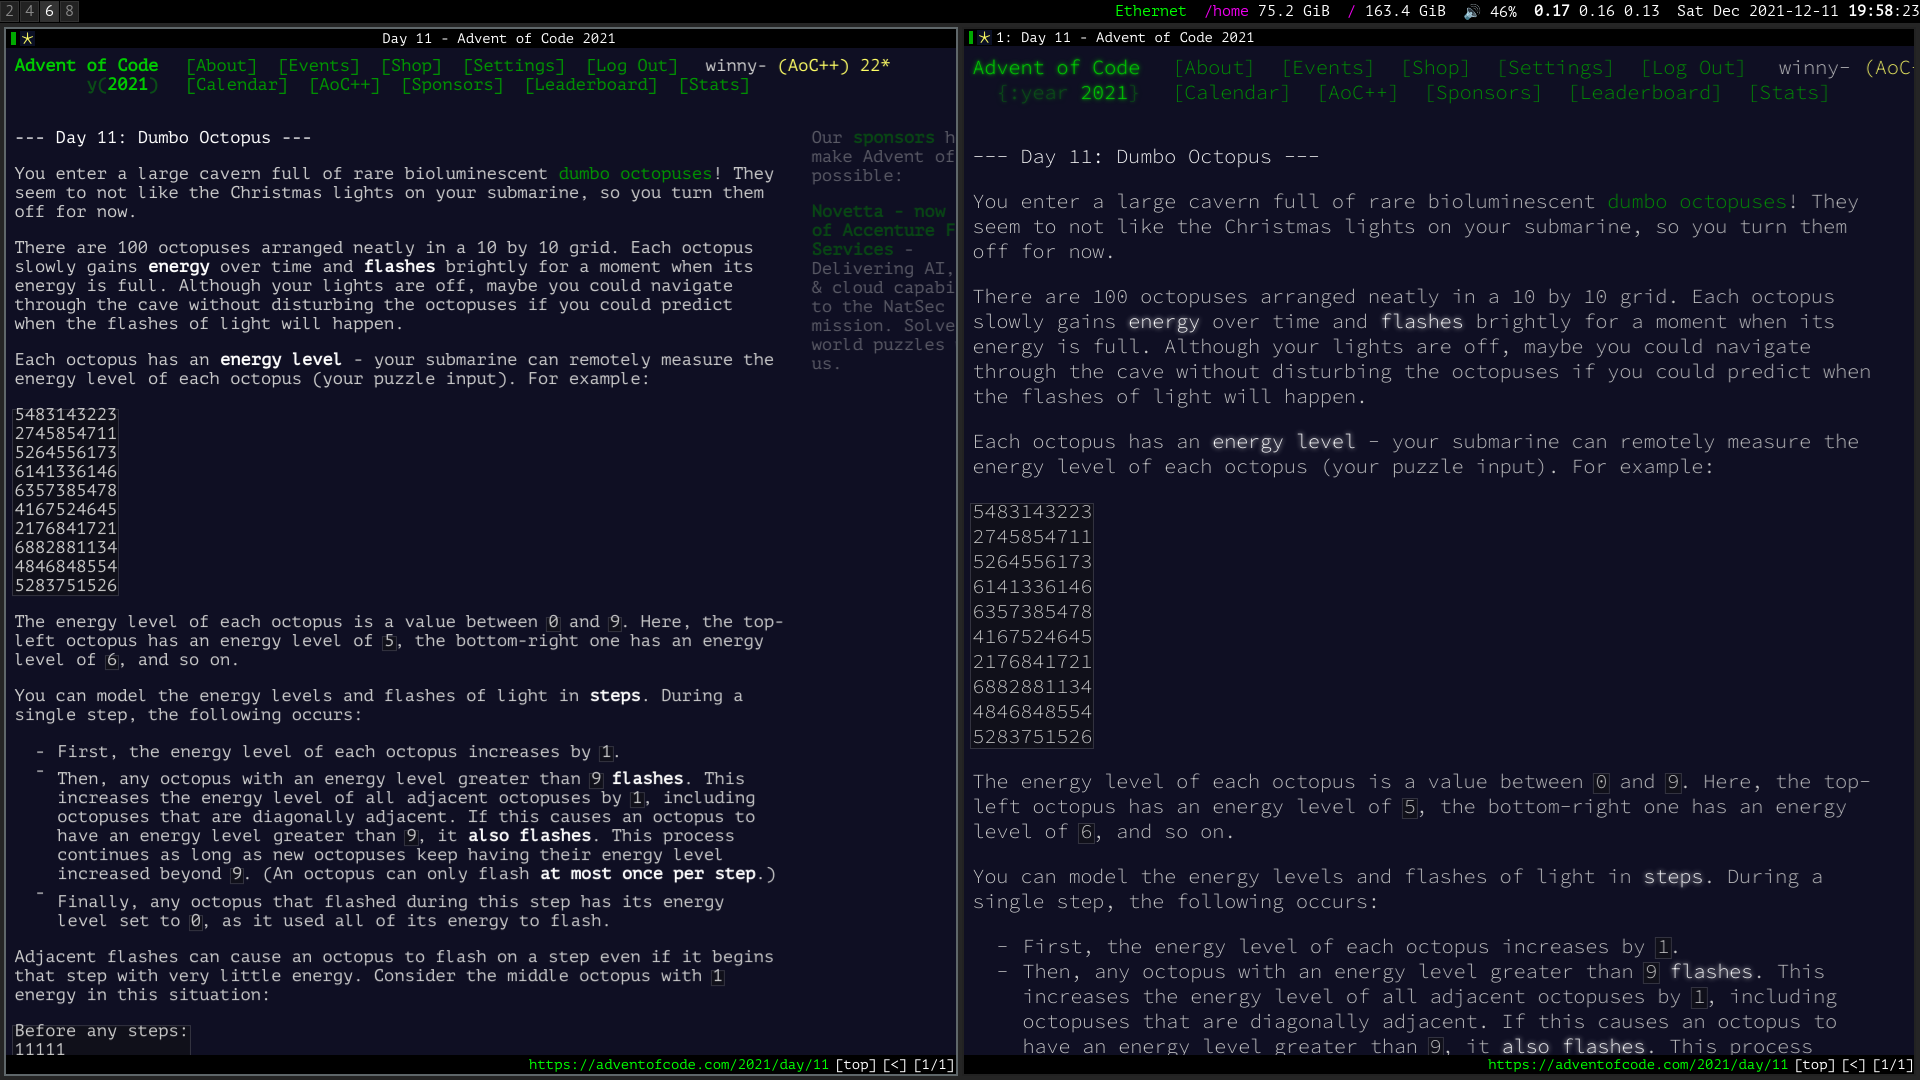 2 4 6 8
Ethernet /home 75.2 GiB / 163.4 GiB 46% 0.17 0.16 0.13 Sat Dec 2021-12-11 19:58:23
Day 11 - Advent of Code 2021
Advent of Code [About] [Events] [Shop] [Settings] [Log Out] winny- (AoC++) 22*
y(2021) [Calendar] [AoC++] [Sponsors] [Leaderboard] [Stats]
--- Day 11: Dumbo Octopus ---
You enter a large cavern full of rare bioluminescent dumbo octopuses! They
seem to not like the Christmas lights on your submarine, so you turn them
off for now.
There are 100 octopuses arranged neatly in a 10 by 10 grid. Each octopus
slowly gains energy over time and flashes brightly for a moment when its
energy is full. Although your lights are off, maybe you could navigate
through the cave without disturbing the octopuses if you could predict
when the flashes of light will happen.
Each octopus has an energy level - your submarine can remotely measure the
energy level of each octopus (your puzzle input). For example:
5483143223
2745854711
5264556173
6141336146
6357385478
4167524645
2176841721
6882881134
4846848554
5283751526
The energy level of each octopus is a value between 0 and 9. Here, the top-
left octopus has an energy level of 5, the bottom-right one has an energy
level of 6, and so on.
You can model the energy levels and flashes of light in steps. During a
single step, the following occurs:
- First, the energy level of each octopus increases by 1.
- Then, any octopus with an energy level greater than 9 flashes. This
increases the energy level of all adjacent octopuses by 1, including
octopuses that are diagonally adjacent. If this causes an octopus to
have an energy level greater than 9, it also flashes. This process
continues as long as new octopuses keep having their energy level
increased beyond 9. (An octopus can only flash at most once per step.)
- Finally, any octopus that flashed during this step has its energy
level set to 0, as it used all of its energy to flash.
Adjacent flashes can cause an octopus to flash on a step even if it begins
that step with very little energy. Consider the middle octopus with 1
energy in this situation:
Before any steps:
11111
Our sponsors h
make Advent of
possible:
Novetta - now
of Accenture F
Services -
Delivering AI,
& cloud capabi
to the NatSec
mission. Solve
world puzzles
us.
https://adventofcode.com/2021/day/11 [top] [<] [1/1]
1: Day 11 - Advent of Code 2021
Advent of Code [About] [Events] [Shop] [Settings] [Log Out] winny- (AoC
{:year 2021} [Calendar] [AoC++] [Sponsors] [Leaderboard] [Stats]
--- Day 11: Dumbo Octopus ---
You enter a large cavern full of rare bioluminescent dumbo octopuses! They
seem to not like the Christmas lights on your submarine, so you turn them
off for now.
There are 100 octopuses arranged neatly in a 10 by 10 grid. Each octopus
slowly gains energy over time and flashes brightly for a moment when its
energy is full. Although your lights are off, maybe you could navigate
through the cave without disturbing the octopuses if you could predict when
the flashes of light will happen.
Each octopus has an energy level - your submarine can remotely measure the
energy level of each octopus (your puzzle input). For example:
5483143223
2745854711
5264556173
6141336146
6357385478
4167524645
2176841721
6882881134
4846848554
5283751526
The energy level of each octopus is a value between 0 and 9. Here, the top-
left octopus has an energy level of 5, the bottom-right one has an energy
level of 6, and so on.
You can model the energy levels and flashes of light in steps. During a
single step, the following occurs:
- First, the energy level of each octopus increases by 1.
- Then, any octopus with an energy level greater than 9 flashes. This
increases the energy level of all adjacent octopuses by 1, including
octopuses that are diagonally adjacent. If this causes an octopus to
have an energy level greater than 9, it also flashes. This process
https://adventofcode.com/2021/day/11 [top] [<] [1/1]